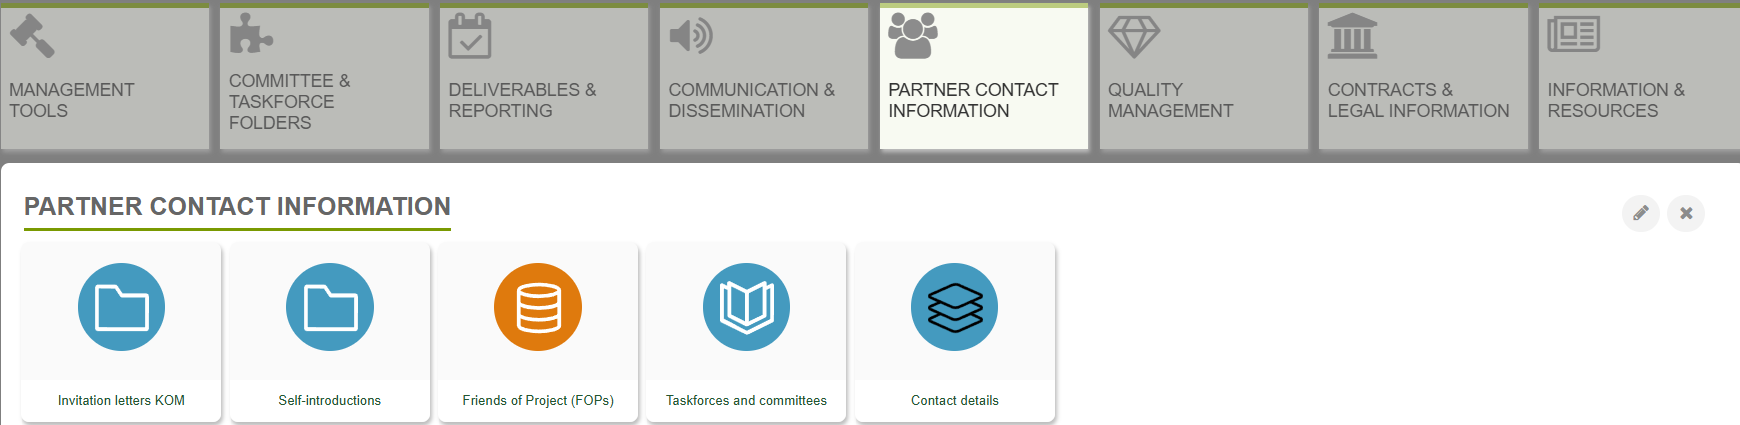 MANAGEMENT
TOOLS
COMMITTEE &
TASKFORCE
FOLDERS
DELIVERABLES &
REPORTING
COMMUNICATION &
DISSEMINATION
PARTNER CONTACT
INFORMATION
QUALITY
MANAGEMENT
CONTRACTS &
LEGAL INFORMATION
INFORMATION &
RESOURCES
PARTNER CONTACT INFORMATION
Invitation letters KOM
Self-introductions
Friends of Project (FOPs)
Taskforces and committees
Contact details